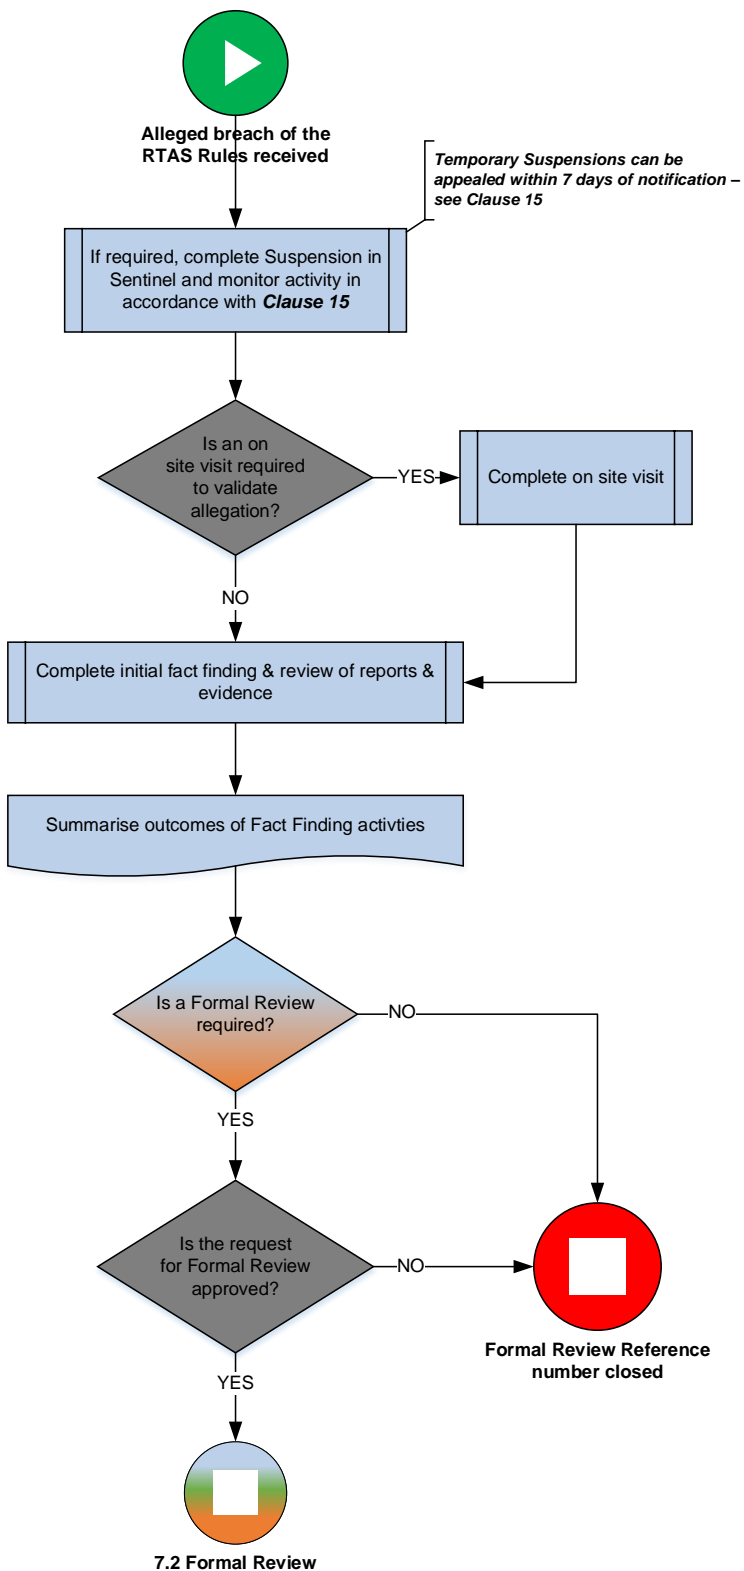 Alleged breach of the
RTAS Rules received
Temporary Suspensions can be
appealed within 7 days of notification –
see Clause 15
If required, complete Suspension in
Sentinel and monitor activity in
accordance with Clause 15
Is an on
site visit required
to validate
allegation?
YES
Complete on site visit
NO
Complete initial fact finding & review of reports &
evidence
Summarise outcomes of Fact Finding activties
Is a Formal Review
required?
NO
YES
Is the request
for Formal Review
approved?
NO
Formal Review Reference
number closed
YES
7.2 Formal Review